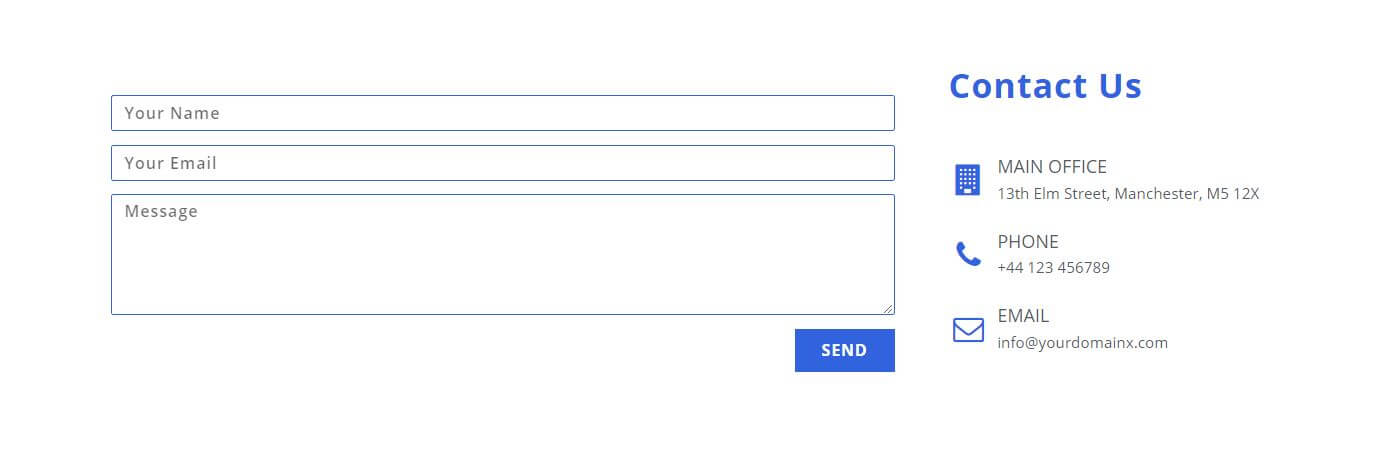 Your Name
Your Email
Message
SEND
Contact Us
MAIN OFFICE
13th Elm Street, Manchester, M5 12X
PHONE
+44 123 456789
EMAIL
info@yourdomainx.com